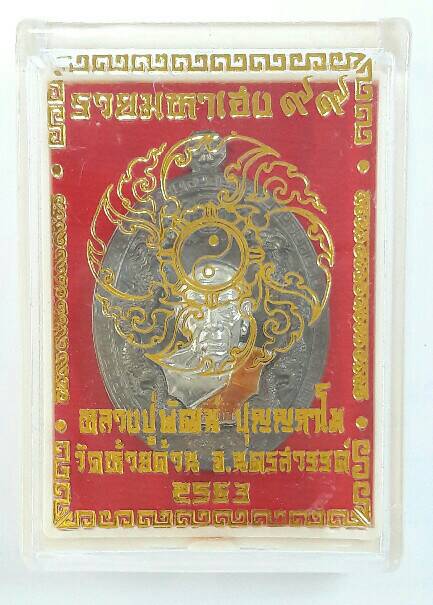 รวยมหาเฮง ๙๙
หลวงปู่พัฒน์ ปุญญกาโม
วัดห้วยด้วน จ.นครสวรรค์
๒๕๖๓